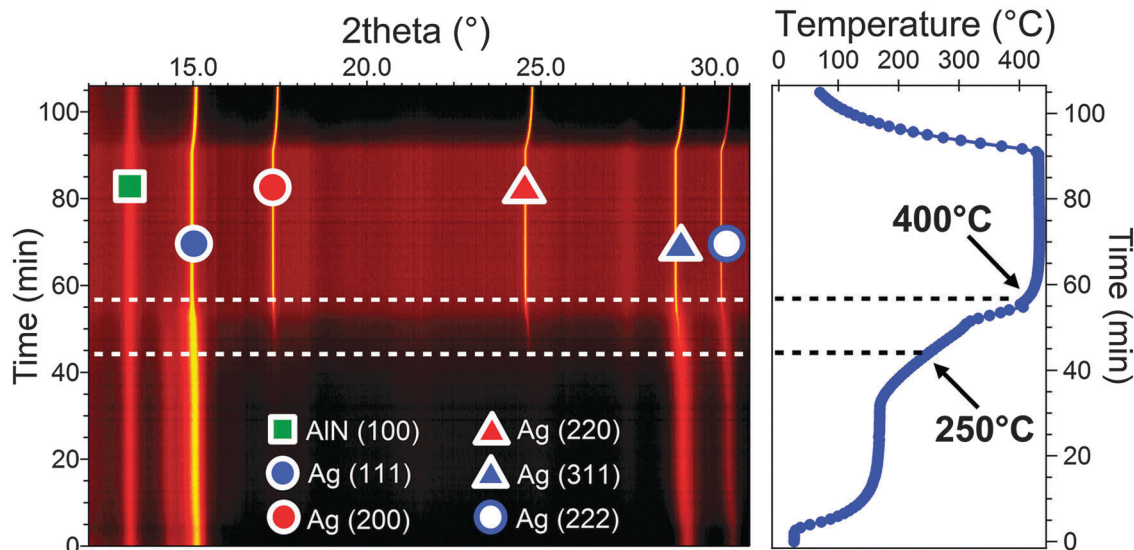 2theta (°)
15.0 20.0 25.0 30.0
Time (min)
100
80
60
40
20
0
AlN (100)
Ag (111)
Ag (200)
Ag (220)
Ag (311)
Ag (222)
Temperature (°C)
0 100 200 300 400
400°C
250°C
100
80
60
40
20
0
Time (min)